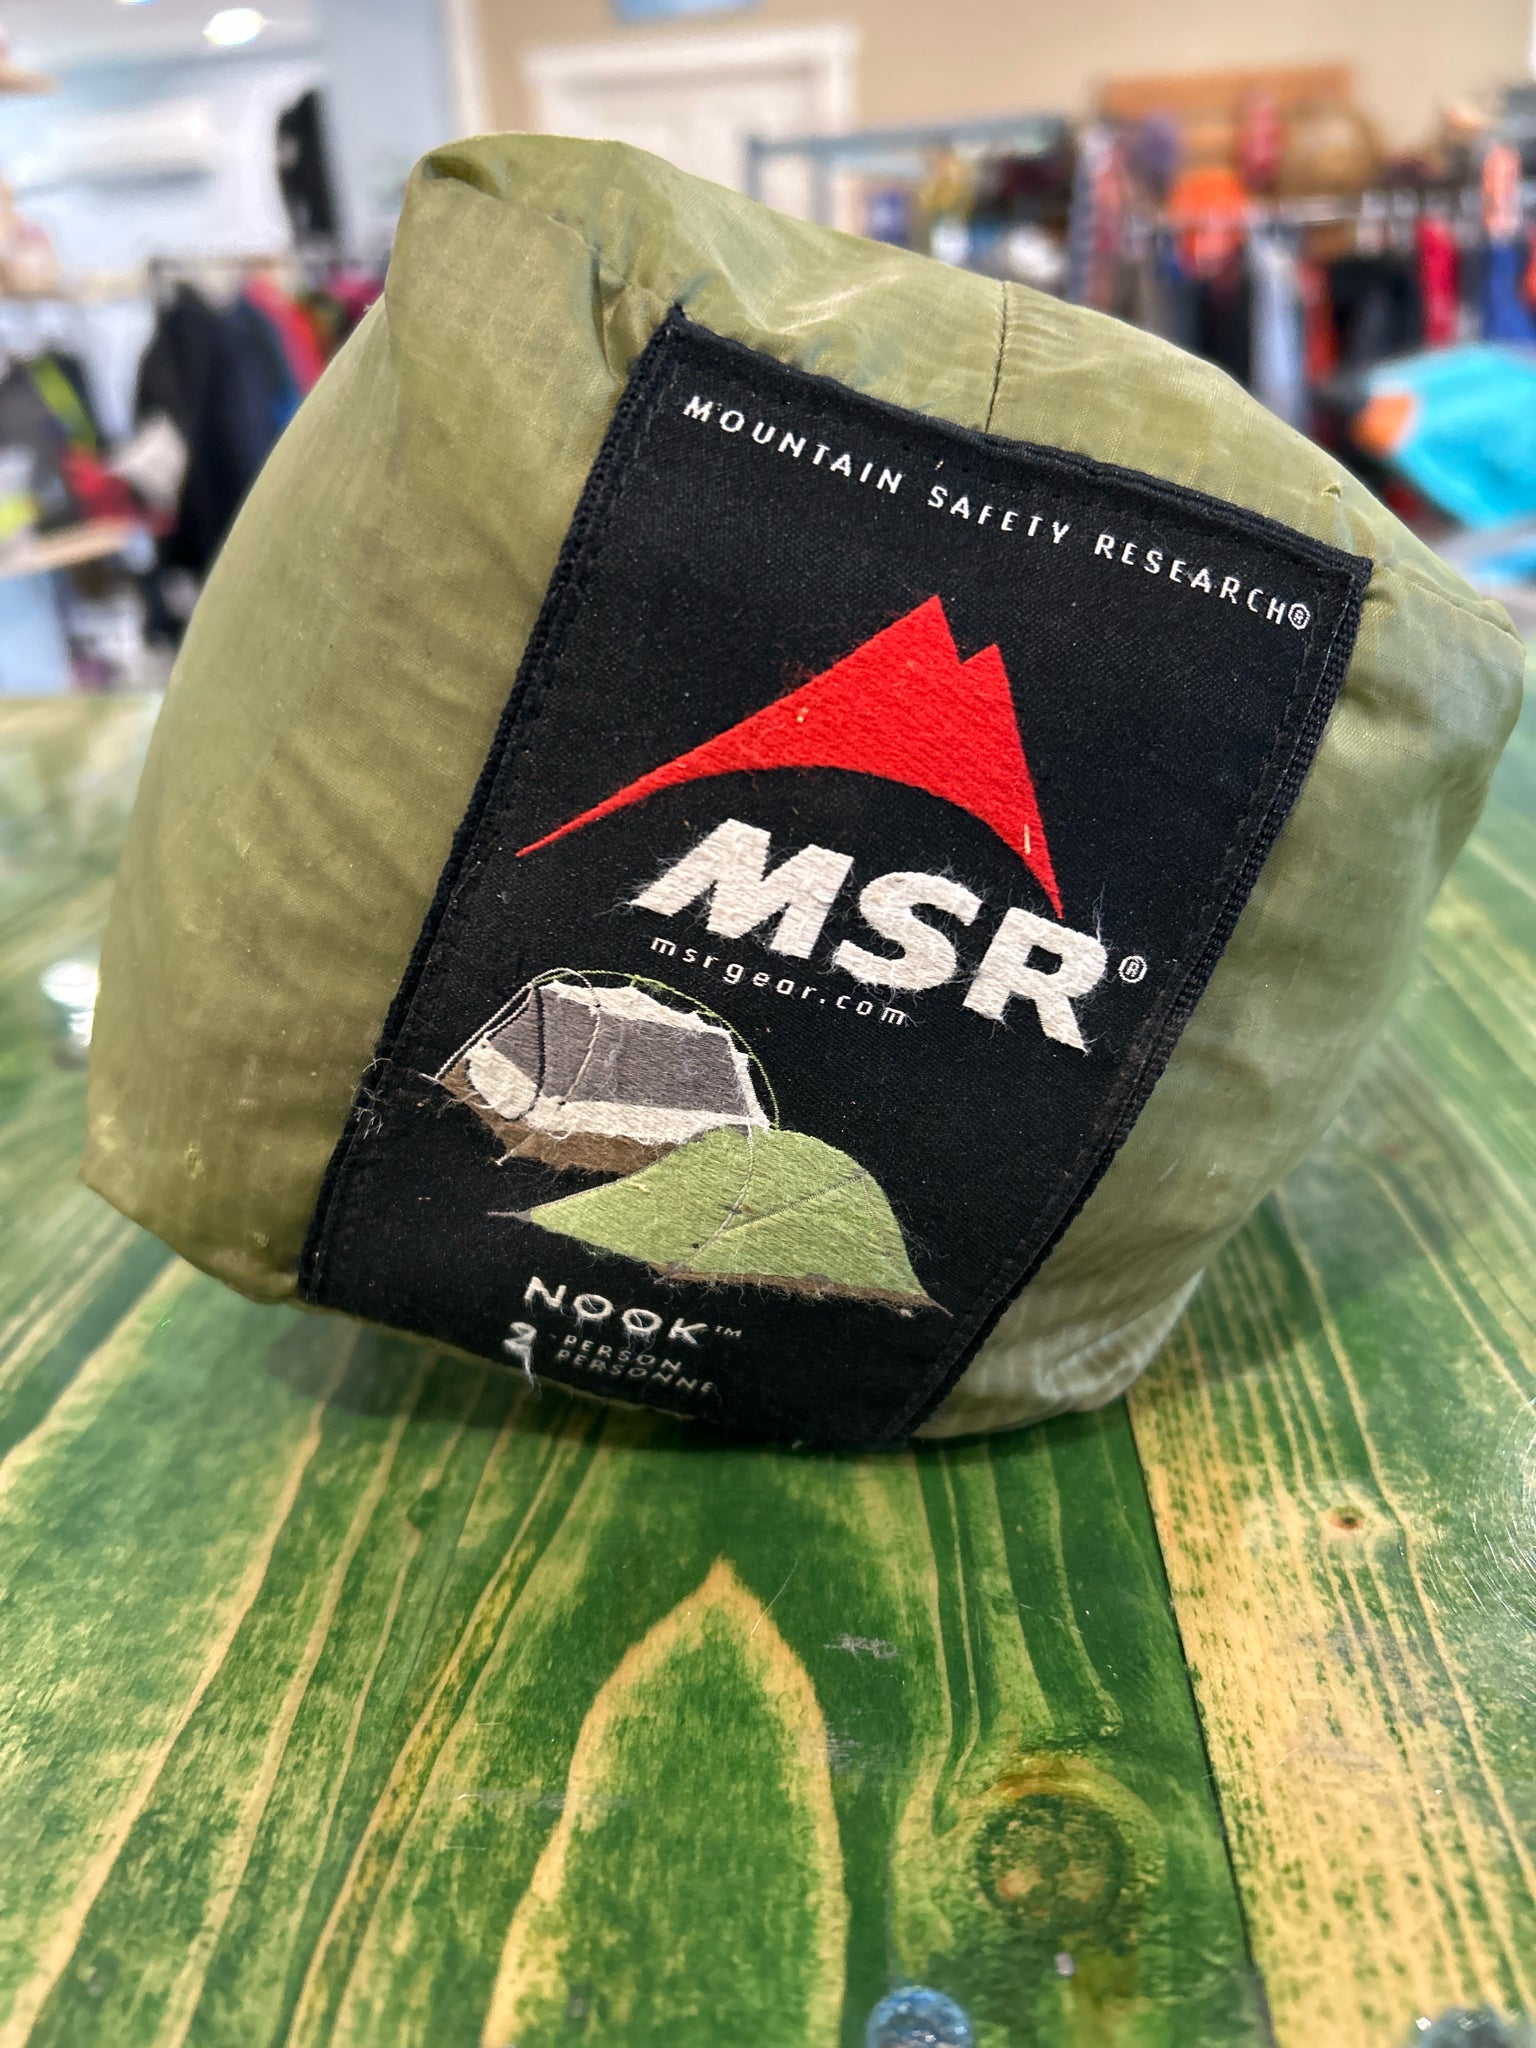 MOUNTAIN SAFETY RESEARCH®
MSR®
msrgear.com
NOOK™
2-PERSON
PERSONNE